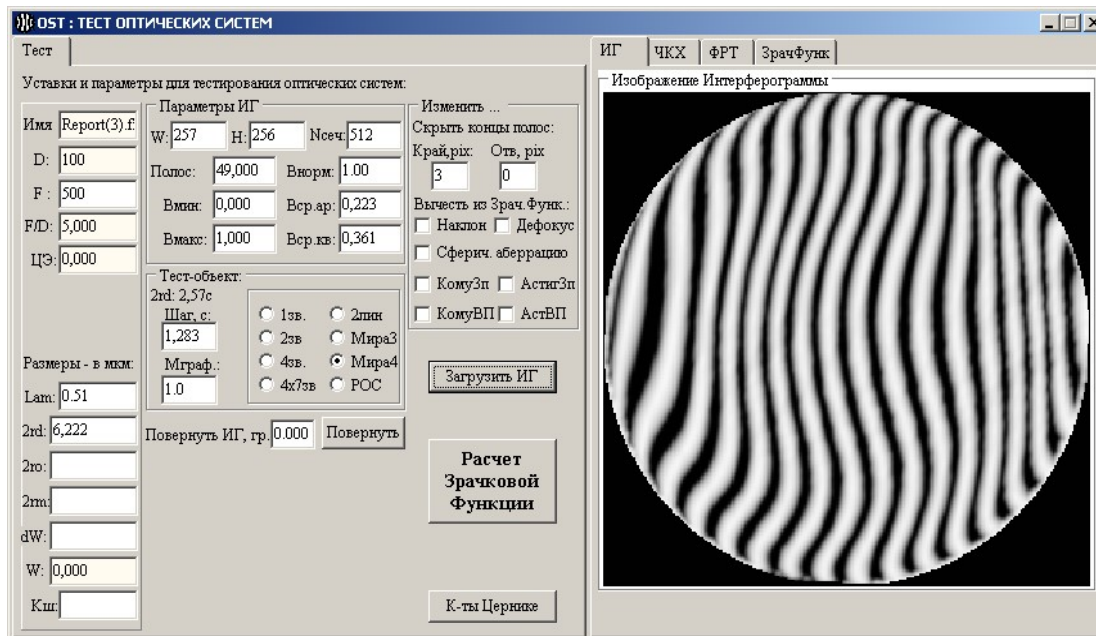 OST : ТЕСТ ОПТИЧЕСКИХ СИСТЕМ
Тест
Уставки и параметры для тестирования оптических систем:
Имя Report(3).f
D: 100
F : 500
F/D: 5,000
ЦЭ: 0,000
Размеры - в мкм:
Lam: 0.51
2rd: 6,222
2ro:
2rm:
dW:
W: 0,000
Кш:
Параметры ИГ
W: 257 H: 256 Nсеч: 512
Полос: 49,000 Внорм: 1.00
Вмин: 0,000 Вср.ар: 0,223
Вмакс: 1,000 Вср.кв: 0,361
Тест-объект:
2rd: 2,57с
Шаг, с:
1,283
Мграф.:
1.0
1зв. 2лин
2зв Мира3
4зв. Мира4
4х7зв РОС
Повернуть ИГ, гр. 0.000 Повернуть
Изменить ...
Скрыть концы полос:
Край,pix: Отв, pix
3 0
Вычесть из Зрач.Функ.:
Наклон Дефокус
Сферич. аберрацию
КомуЗп АстигЗп
КомуВП АстВП
Загрузить ИГ
Расчет
Зрачковой
Функции
К-ты Цернике
ИГ ЧКХ ФРТ ЗрачФунк
Изображение Интерферограммы